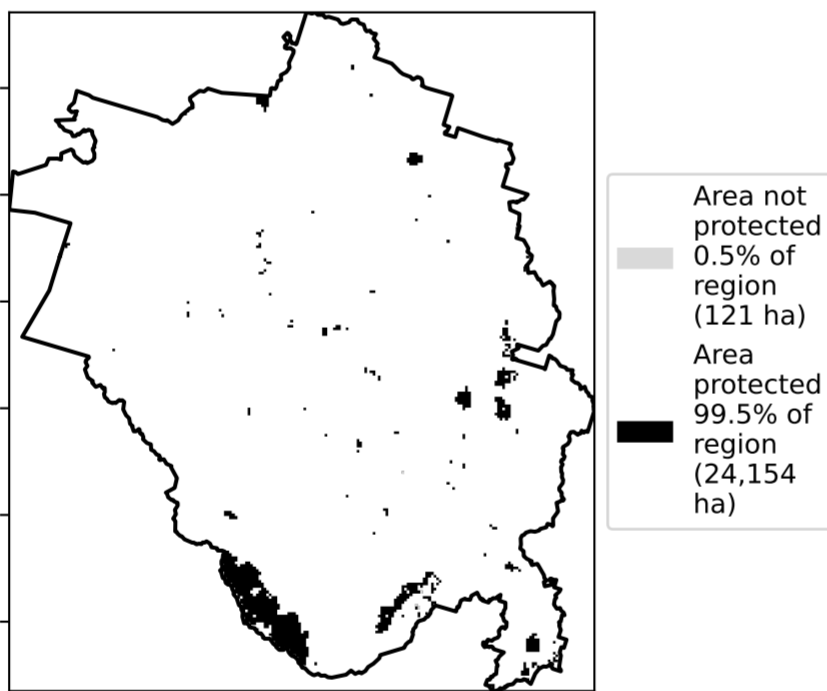 Area not
protected
0.5% of
region
(121 ha)
Area
protected
99.5% of
region
(24,154
ha)